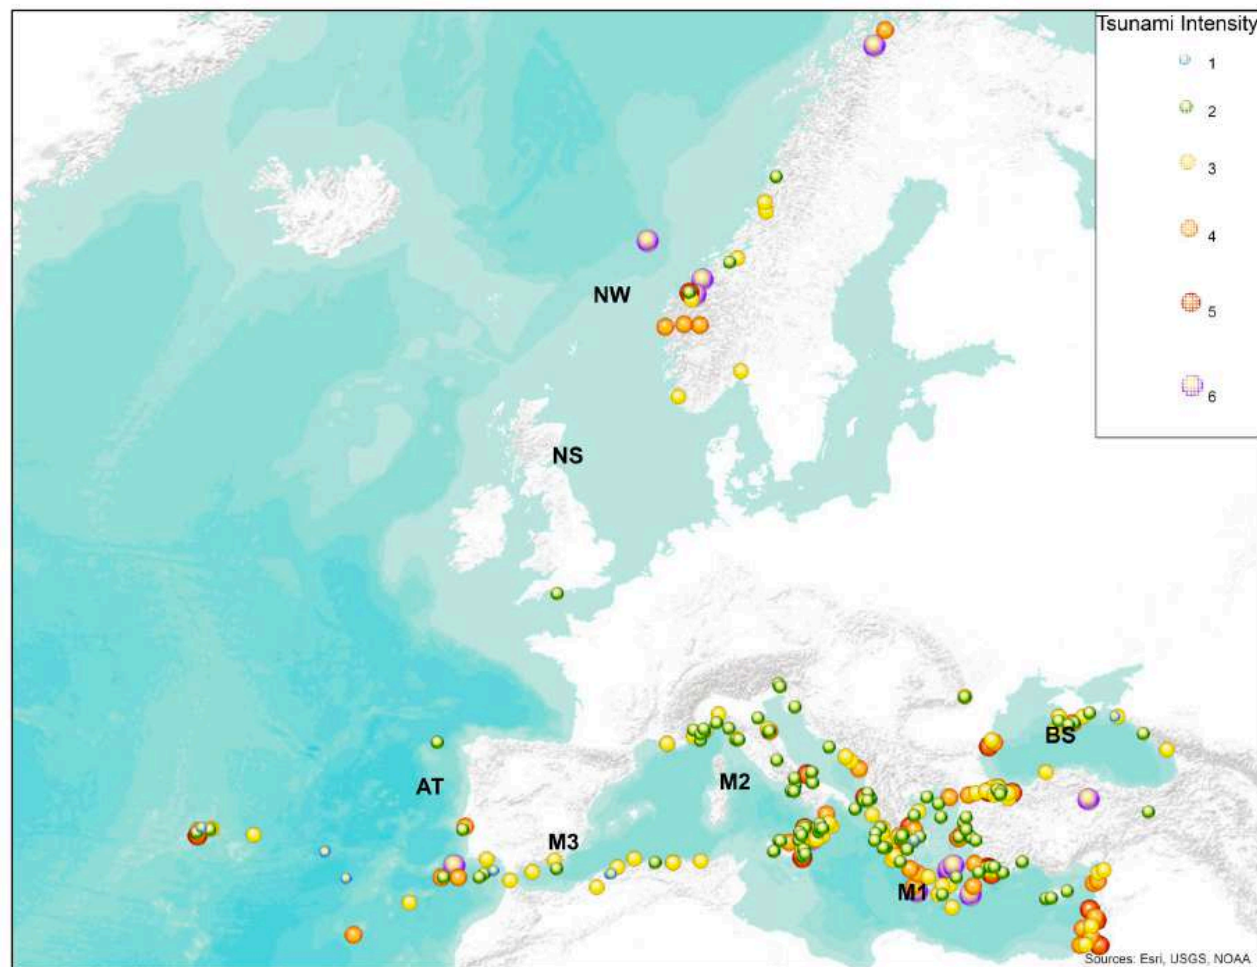 Tsunami Intensity
1
2
3
4
5
6
NW
NS
BS
M2
AT
M3
M1
Sources: Esri, USGS, NOAA